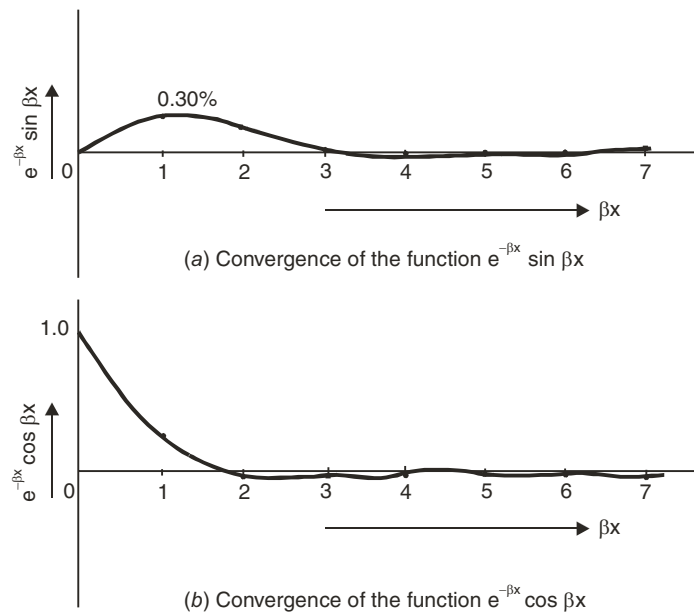 0.30%
e⁻ᵝˣ sin βx
0
1 2 3 4 5 6 7
βx
(a) Convergence of the function e⁻ᵝˣ sin βx
1.0
e⁻ᵝˣ cos βx
0
1 2 3 4 5 6 7
βx
(b) Convergence of the function e⁻ᵝˣ cos βx